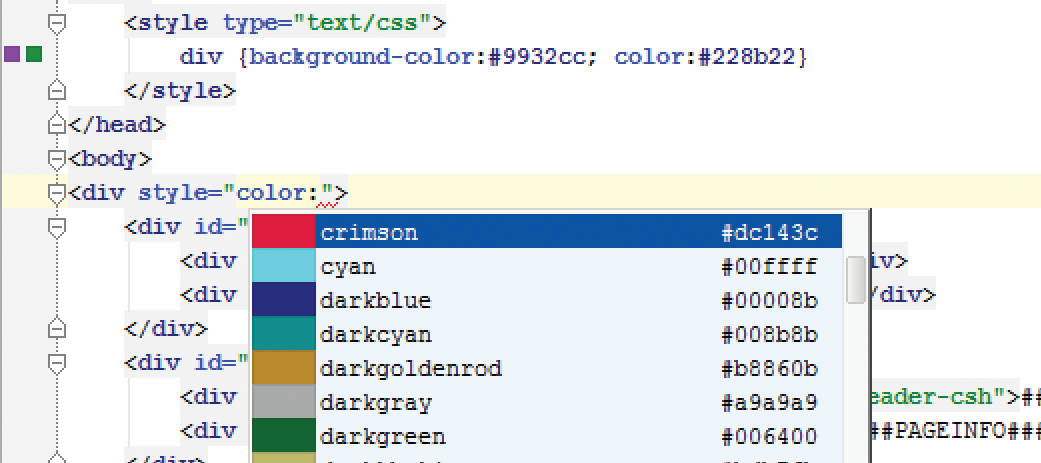 <style type="text/css">
div {background-color:#9932cc; color:#228b22}
</style>
</head>
<body>
<div style="color:">
<div id="
crimson #dc143c
<div
cyan #00ffff
iv>
<div
darkblue #00008b
/div>
</div>
darkcyan #008b8b
<div id="
darkgoldenrod #b8860b
<div
darkgray #a9a9a9
eader-csh">##
<div
darkgreen #006400
##PAGEINFO###
</div>